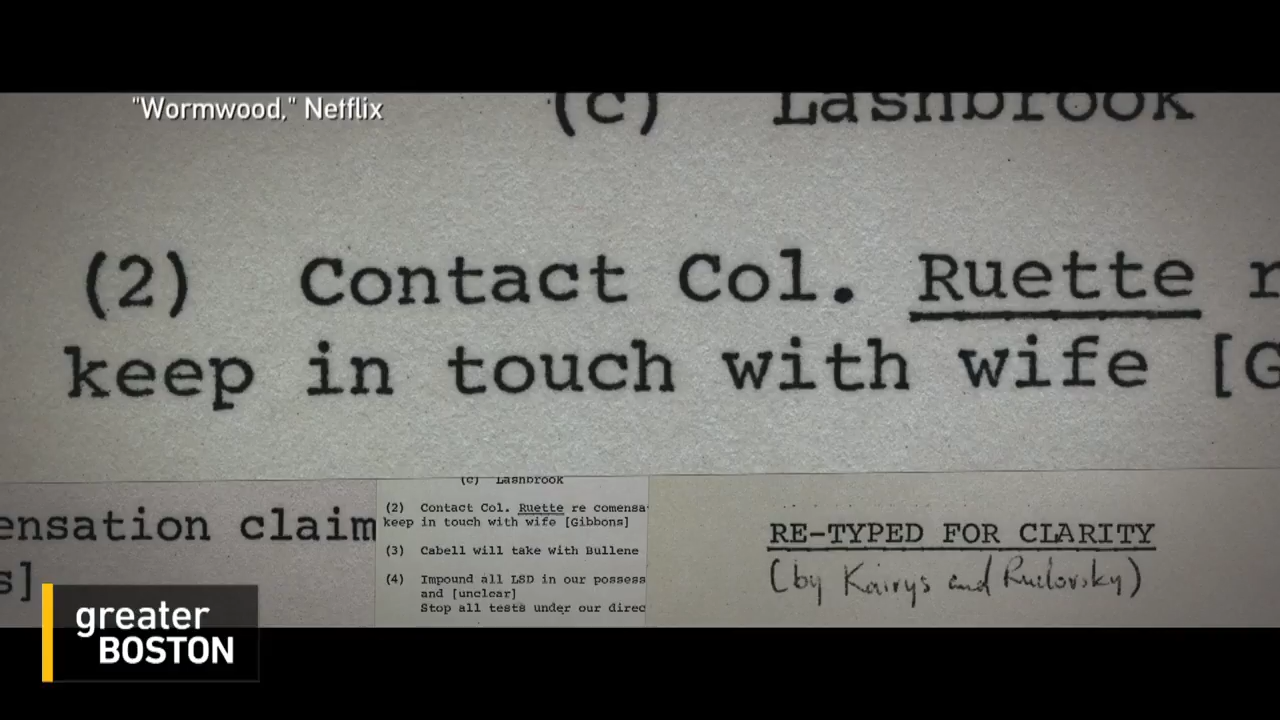 "Wormwood," Netflix
(c) Lashbrook
(2) Contact Col. Ruette r
keep in touch with wife [G
ensation claim
s]
(c) Lashbrook
(2) Contact Col. Ruette re comensa
keep in touch with wife [Gibbons]
(3) Cabell will take with Bullene
(4) Impound all LSD in our possess
and [unclear]
Stop all tests under our direc
RE-TYPED FOR CLARITY
(by Kairys and Rudovsky)
greater
BOSTON